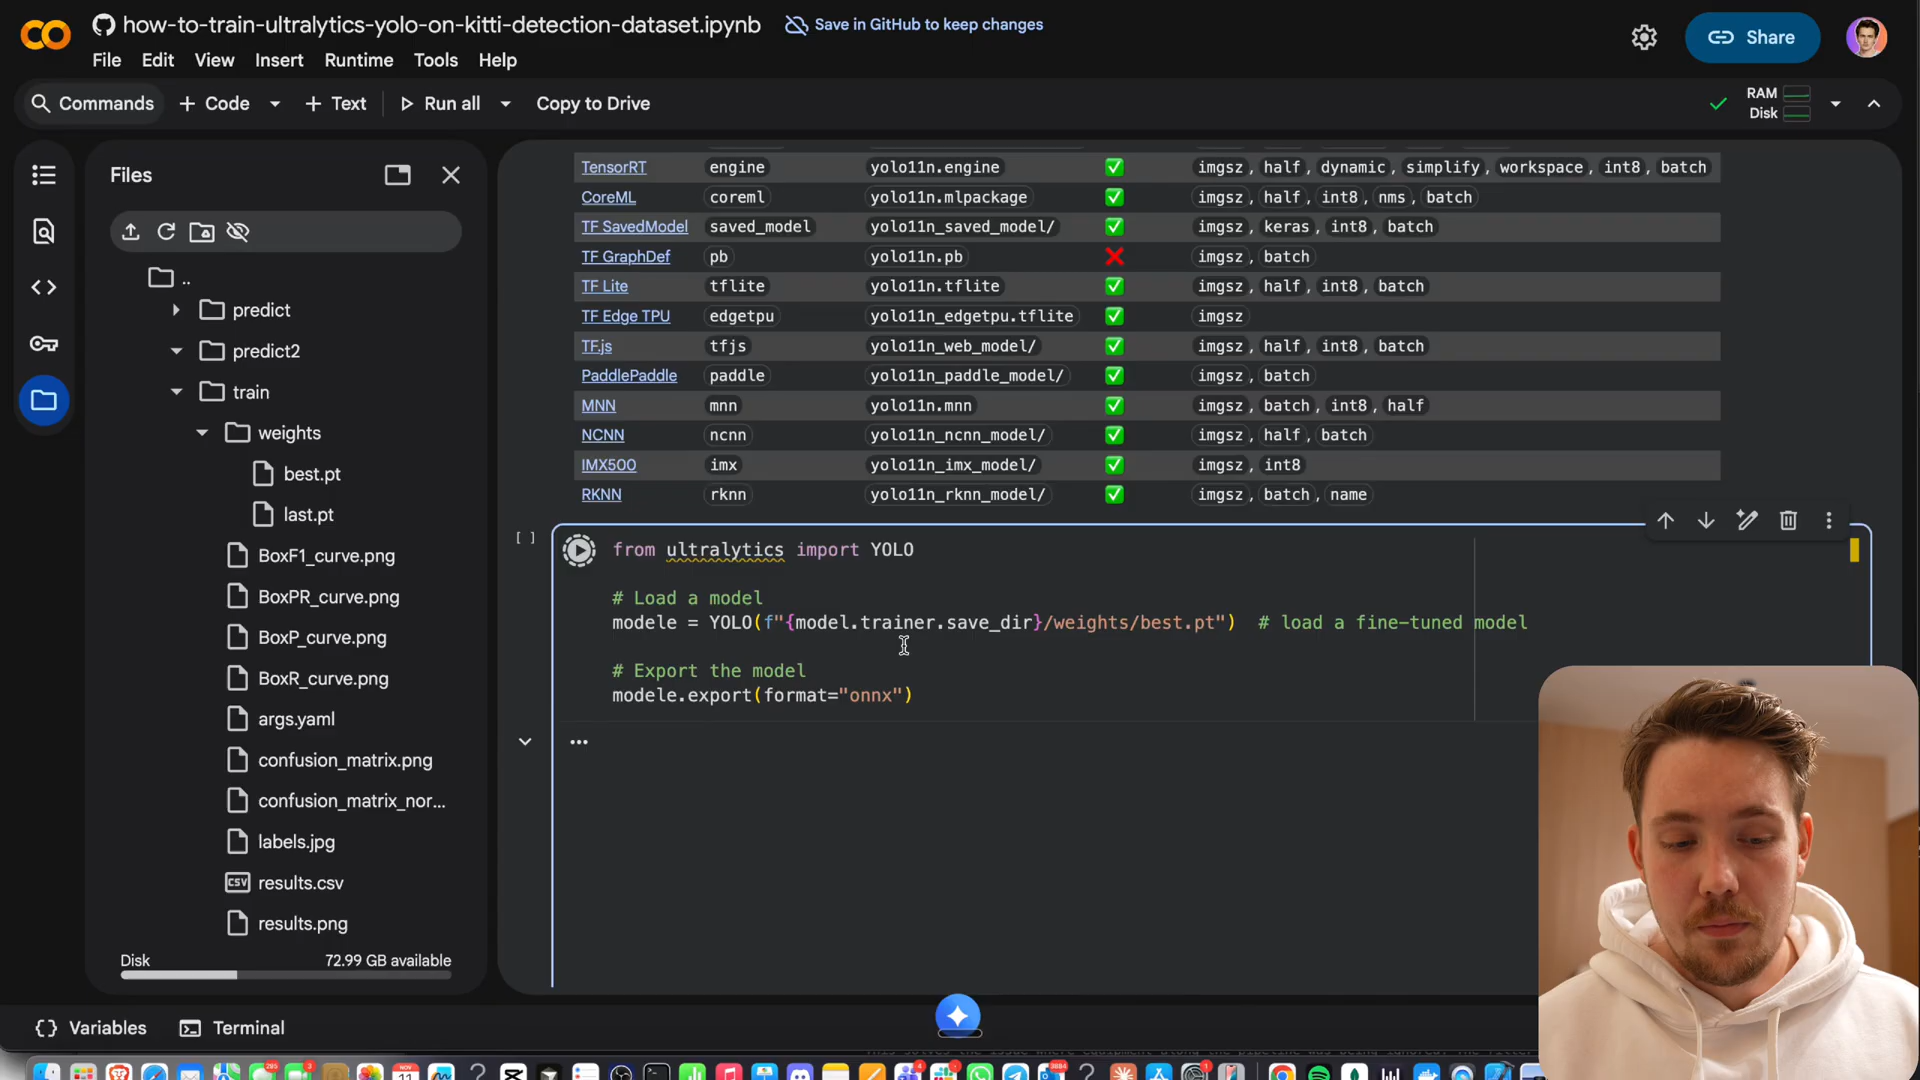 how-to-train-ultralytics-yolo-on-kitti-detection-dataset.ipynb
Save in GitHub to keep changes
Share
File Edit View Insert Runtime Tools Help
Commands + Code + Text Run all Copy to Drive
RAM
Disk
Files
..
predict
predict2
train
weights
best.pt
last.pt
BoxF1_curve.png
BoxPR_curve.png
BoxP_curve.png
BoxR_curve.png
args.yaml
confusion_matrix.png
confusion_matrix_nor...
labels.jpg
CSV results.csv
results.png
Disk 72.99 GB available
TensorRT engine yolo11n.engine ✅ imgsz, half, dynamic, simplify, workspace, int8, batch
CoreML coreml yolo11n.mlpackage ✅ imgsz, half, int8, nms, batch
TF SavedModel saved_model yolo11n_saved_model/ ✅ imgsz, keras, int8, batch
TF GraphDef pb yolo11n.pb ❌ imgsz, batch
TF Lite tflite yolo11n.tflite ✅ imgsz, half, int8, batch
TF Edge TPU edgetpu yolo11n_edgetpu.tflite ✅ imgsz
TF.js tfjs yolo11n_web_model/ ✅ imgsz, half, int8, batch
PaddlePaddle paddle yolo11n_paddle_model/ ✅ imgsz, batch
MNN mnn yolo11n.mnn ✅ imgsz, batch, int8, half
NCNN ncnn yolo11n_ncnn_model/ ✅ imgsz, half, batch
IMX500 imx yolo11n_imx_model/ ✅ imgsz, int8
RKNN rknn yolo11n_rknn_model/ ✅ imgsz, batch, name
[ ]
from ultralytics import YOLO
# Load a model
modele = YOLO(f"{model.trainer.save_dir}/weights/best.pt")  # load a fine-tuned model
# Export the model
modele.export(format="onnx")
...
Variables Terminal